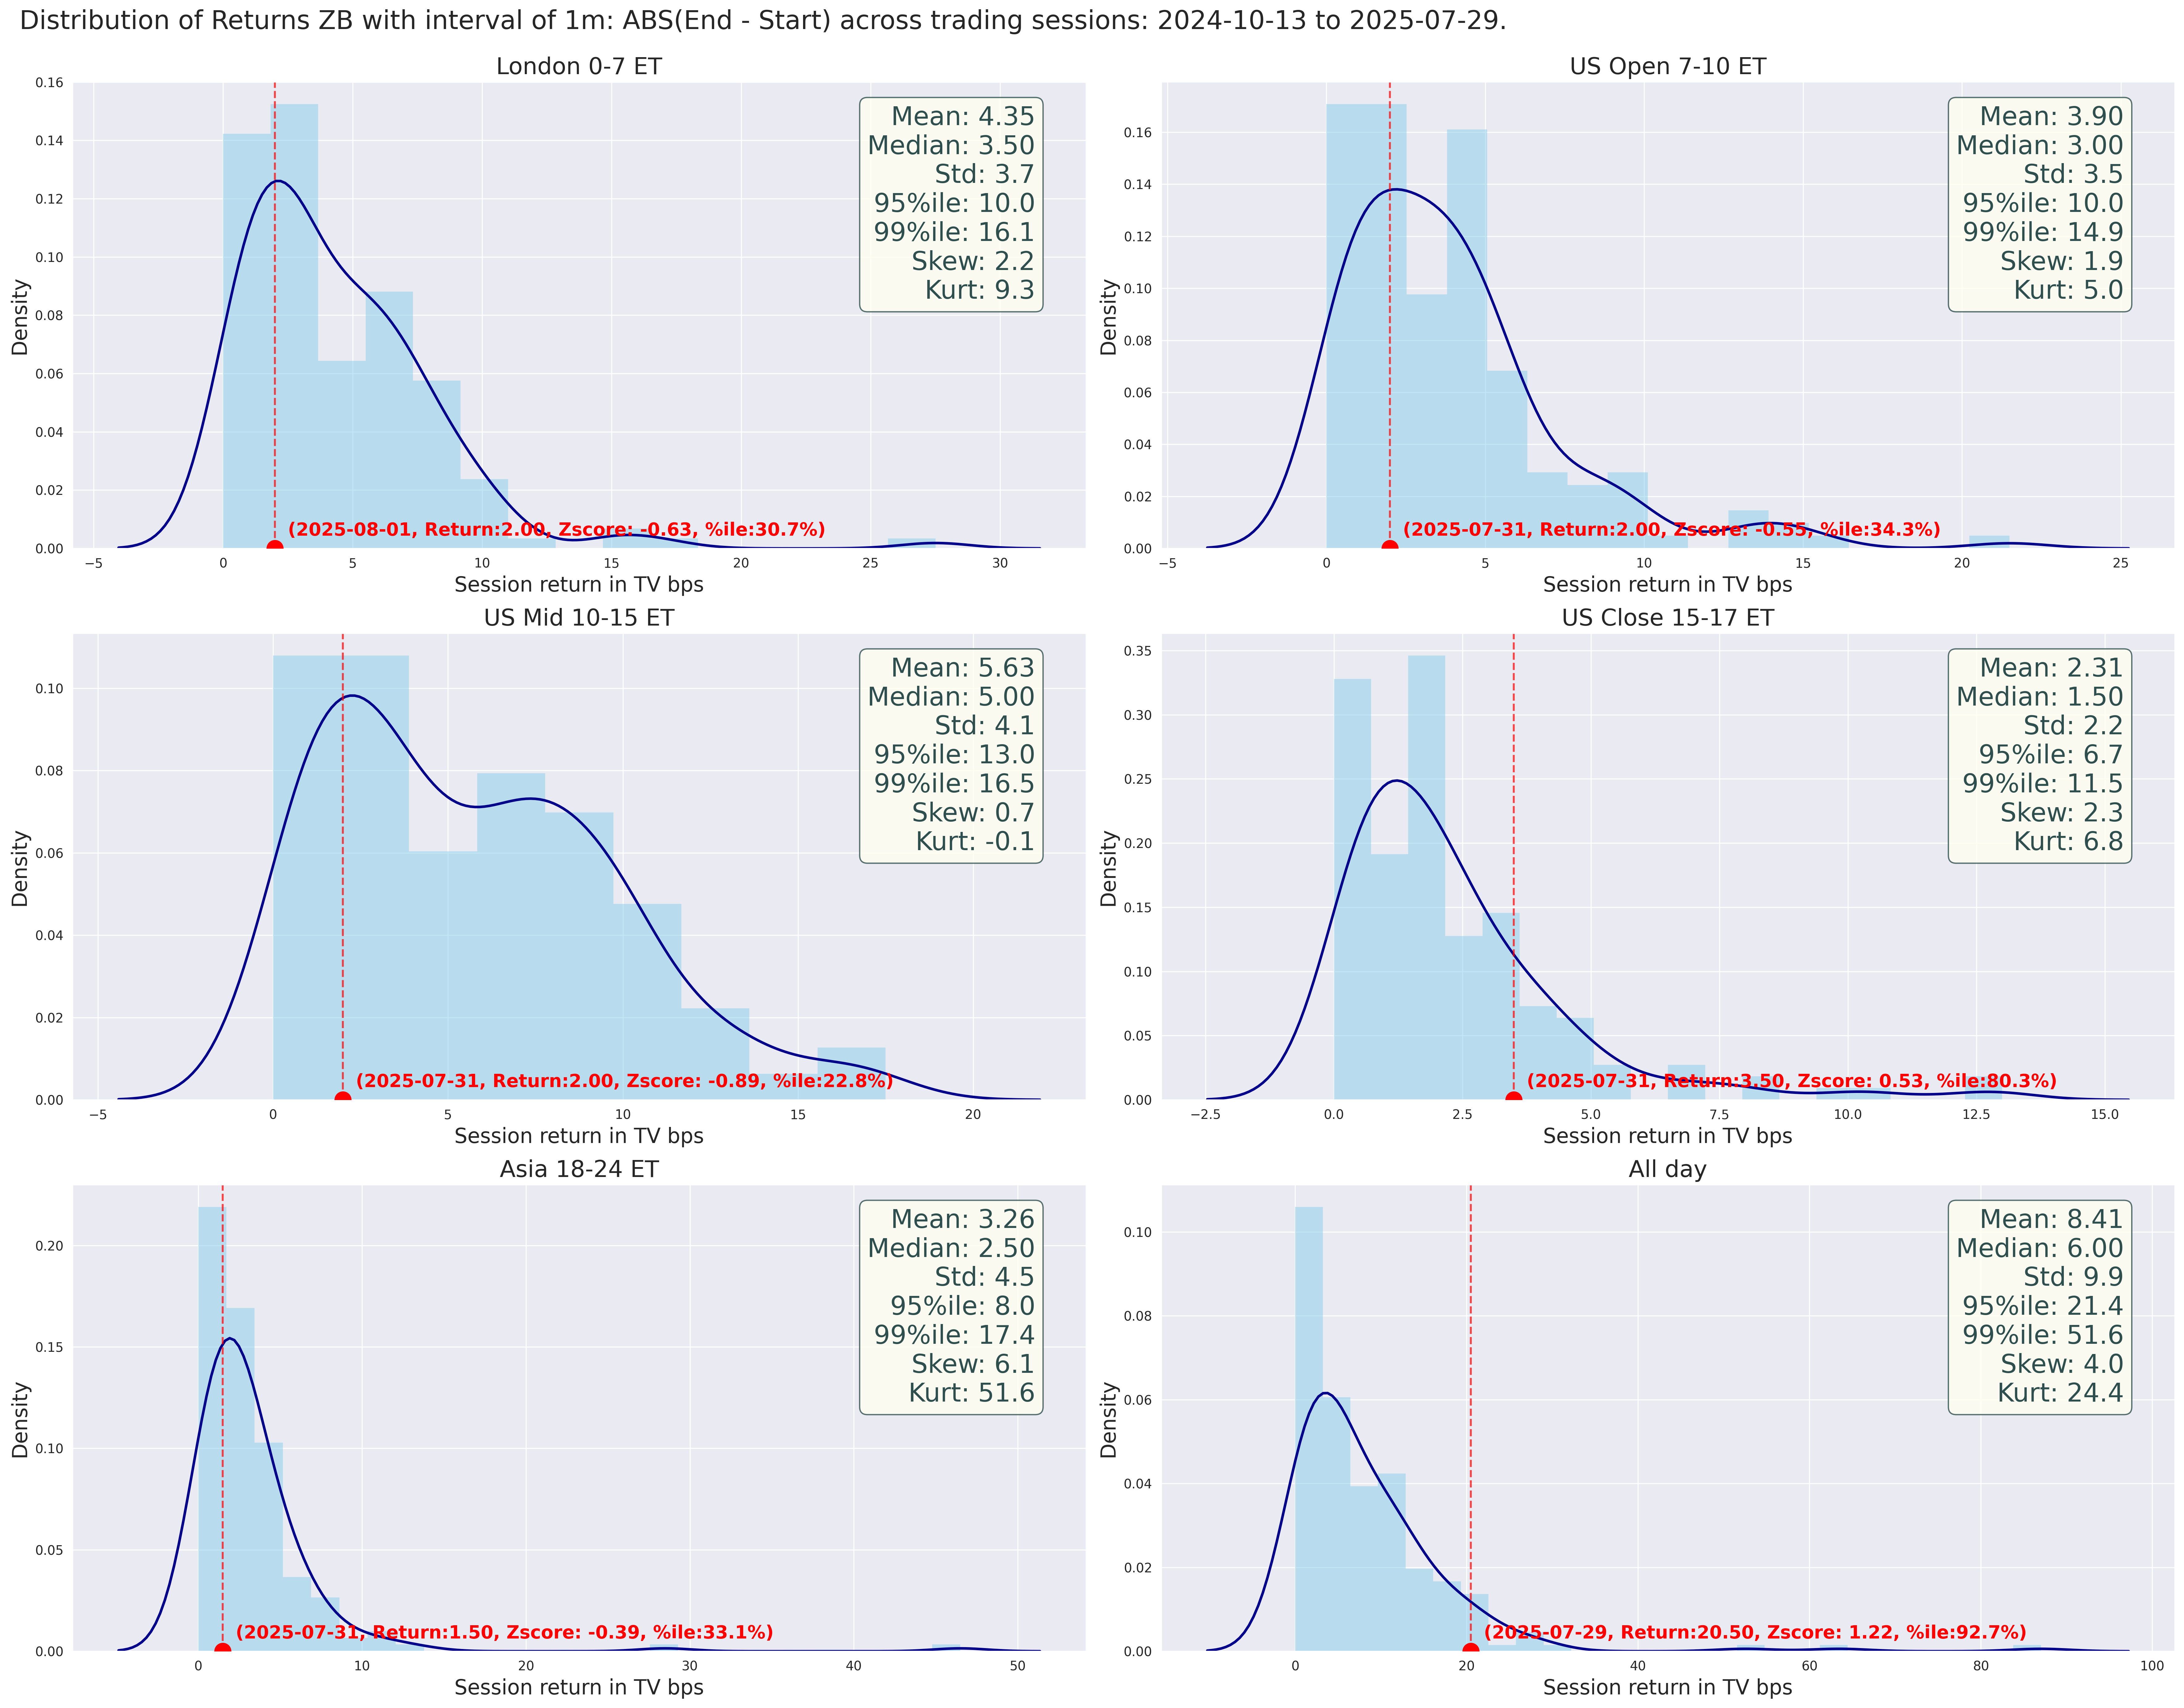 Distribution of Returns ZB with interval of 1m: ABS(End - Start) across trading sessions: 2024-10-13 to 2025-07-29.
London 0-7 ET
0.16
0.14
0.12
0.10
0.08
0.06
0.04
0.02
0.00
Density
Mean: 4.35
Median: 3.50
Std: 3.7
95%ile: 10.0
99%ile: 16.1
Skew: 2.2
Kurt: 9.3
(2025-08-01, Return:2.00, Zscore: -0.63, %ile:30.7%)
−5 0 5 10 15 20 25 30
Session return in TV bps
US Open 7-10 ET
0.16
0.14
0.12
0.10
0.08
0.06
0.04
0.02
0.00
Density
Mean: 3.90
Median: 3.00
Std: 3.5
95%ile: 10.0
99%ile: 14.9
Skew: 1.9
Kurt: 5.0
(2025-07-31, Return:2.00, Zscore: -0.55, %ile:34.3%)
−5 0 5 10 15 20 25
Session return in TV bps
US Mid 10-15 ET
0.10
0.08
0.06
0.04
0.02
0.00
Density
Mean: 5.63
Median: 5.00
Std: 4.1
95%ile: 13.0
99%ile: 16.5
Skew: 0.7
Kurt: -0.1
(2025-07-31, Return:2.00, Zscore: -0.89, %ile:22.8%)
−5 0 5 10 15 20
Session return in TV bps
US Close 15-17 ET
0.35
0.30
0.25
0.20
0.15
0.10
0.05
0.00
Density
Mean: 2.31
Median: 1.50
Std: 2.2
95%ile: 6.7
99%ile: 11.5
Skew: 2.3
Kurt: 6.8
(2025-07-31, Return:3.50, Zscore: 0.53, %ile:80.3%)
−2.5 0.0 2.5 5.0 7.5 10.0 12.5 15.0
Session return in TV bps
Asia 18-24 ET
0.20
0.15
0.10
0.05
0.00
Density
Mean: 3.26
Median: 2.50
Std: 4.5
95%ile: 8.0
99%ile: 17.4
Skew: 6.1
Kurt: 51.6
(2025-07-31, Return:1.50, Zscore: -0.39, %ile:33.1%)
0 10 20 30 40 50
Session return in TV bps
All day
0.10
0.08
0.06
0.04
0.02
0.00
Density
Mean: 8.41
Median: 6.00
Std: 9.9
95%ile: 21.4
99%ile: 51.6
Skew: 4.0
Kurt: 24.4
(2025-07-29, Return:20.50, Zscore: 1.22, %ile:92.7%)
0 20 40 60 80 100
Session return in TV bps